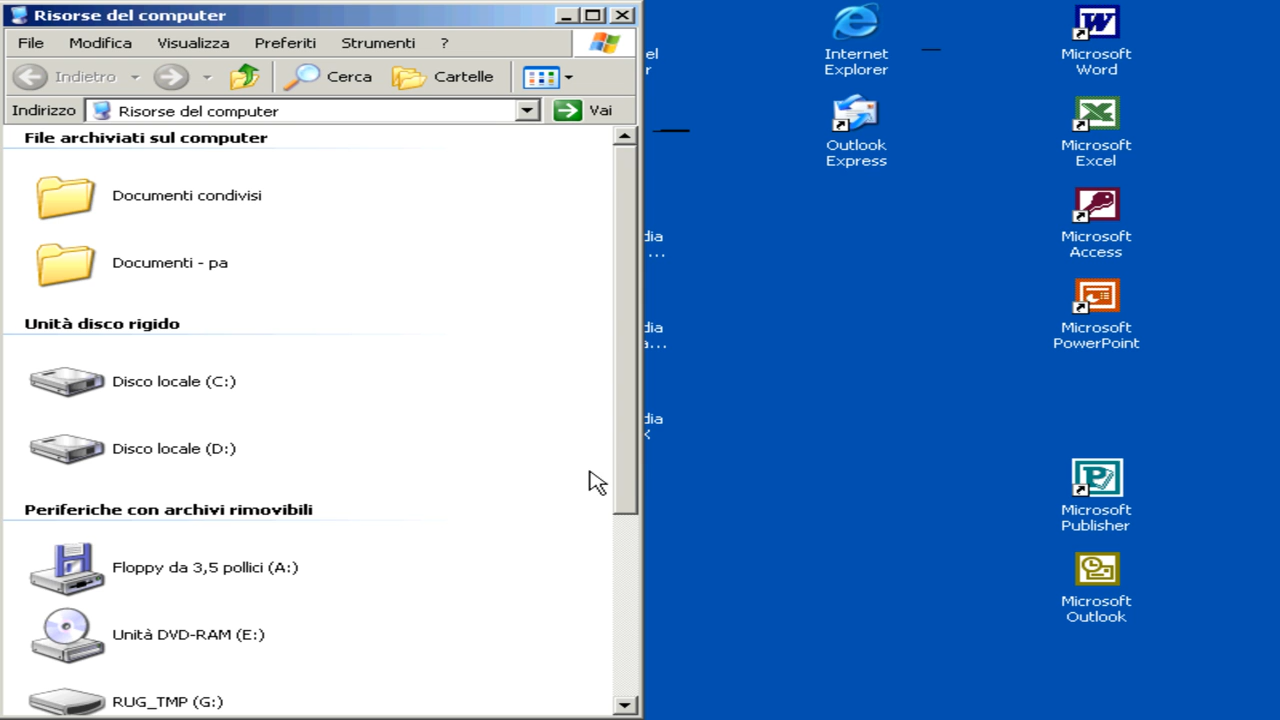 Risorse del computer
File Modifica Visualizza Preferiti Strumenti ?
Indietro Cerca Cartelle
Indirizzo Risorse del computer Vai
File archiviati sul computer
Documenti condivisi
Documenti - pa
Unità disco rigido
Disco locale (C:)
Disco locale (D:)
Periferiche con archivi rimovibili
Floppy da 3,5 pollici (A:)
Unità DVD-RAM (E:)
RUG_TMP (G:)
Internet
Explorer
Outlook
Express
Microsoft
Word
Microsoft
Excel
Microsoft
Access
Microsoft
PowerPoint
Microsoft
Publisher
Microsoft
Outlook